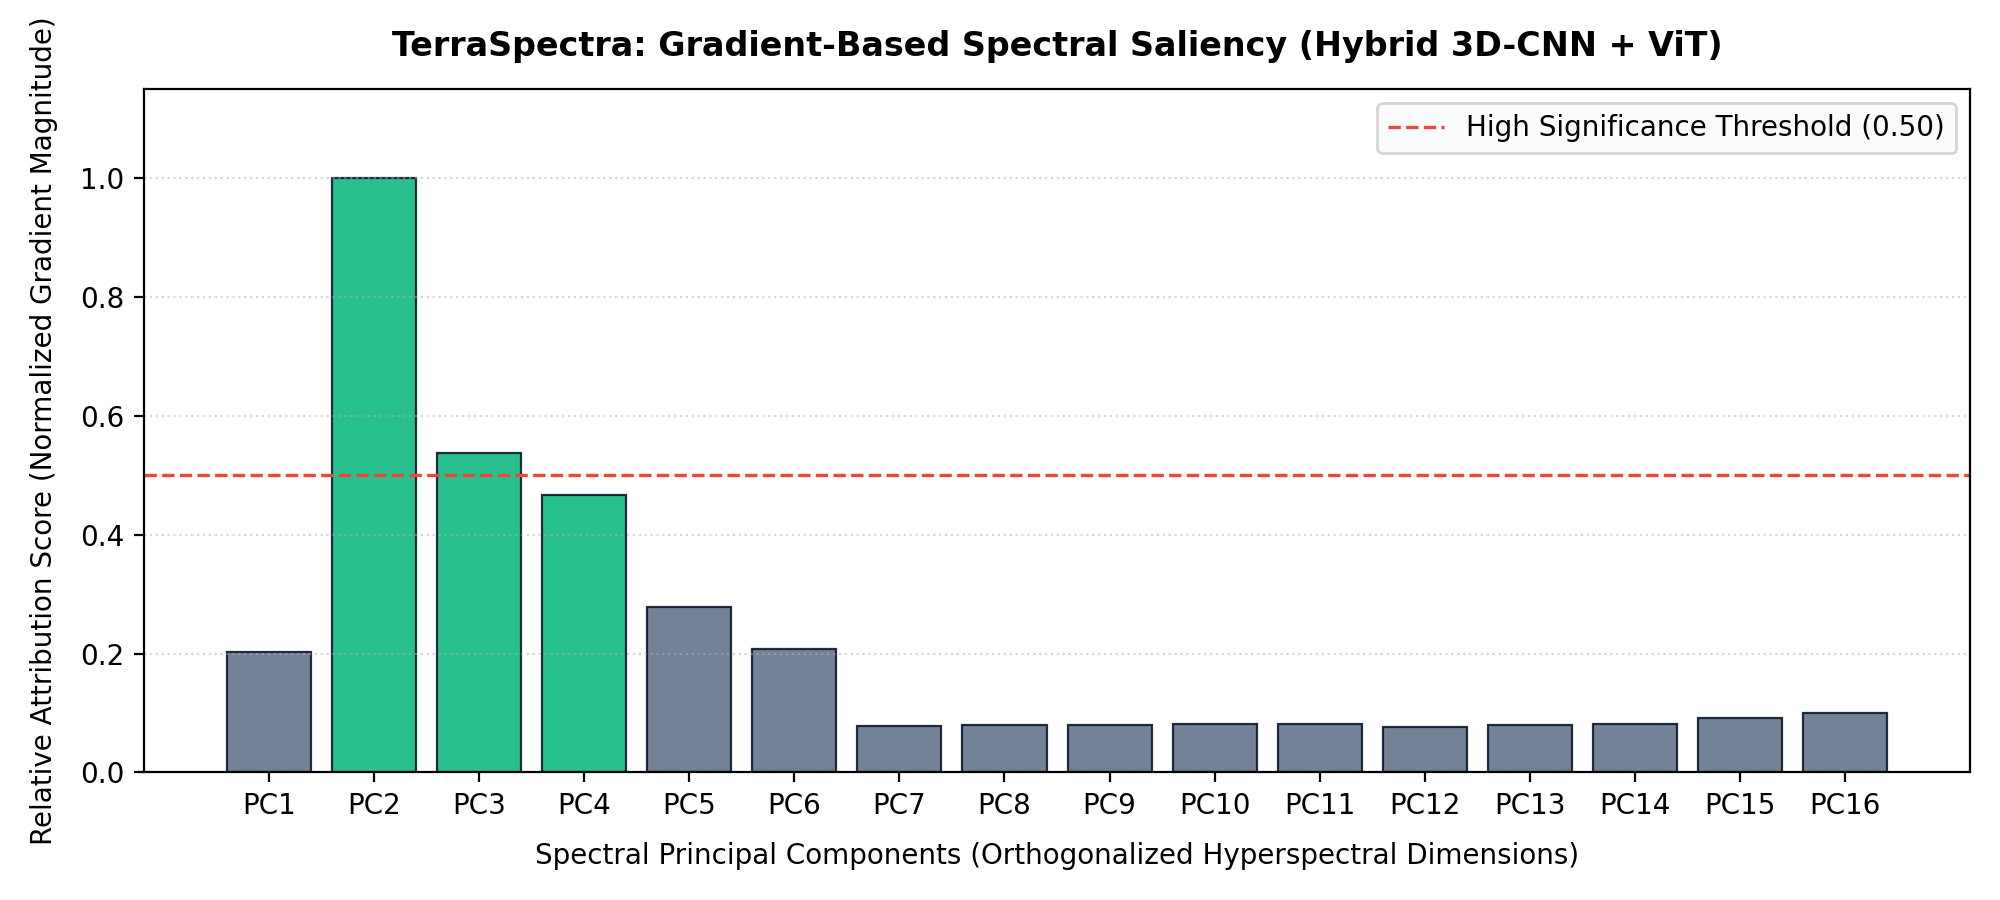 TerraSpectra: Gradient-Based Spectral Saliency (Hybrid 3D-CNN + ViT)
Relative Attribution Score (Normalized Gradient Magnitude)
High Significance Threshold (0.50)
1.0
0.8
0.6
0.4
0.2
0.0
PC1 PC2 PC3 PC4 PC5 PC6 PC7 PC8 PC9 PC10 PC11 PC12 PC13 PC14 PC15 PC16
Spectral Principal Components (Orthogonalized Hyperspectral Dimensions)